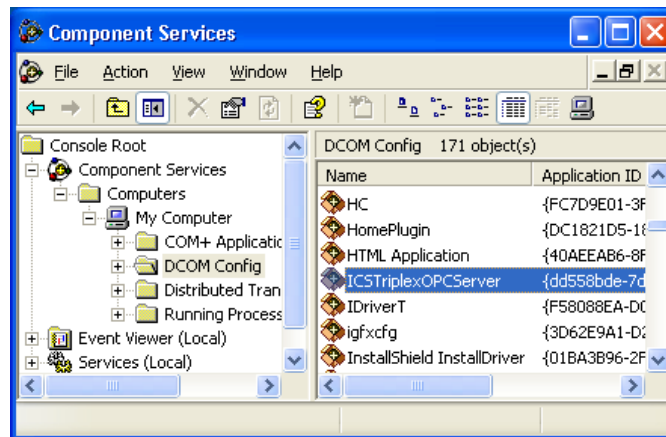 Component Services
File Action View Window Help
Console Root
Component Services
Computers
My Computer
COM+ Applicatic
DCOM Config
Distributed Tran
Running Process
Event Viewer (Local)
Services (Local)
DCOM Config 171 object(s)
Name Application ID
HC {FC7D9E01-3F
HomePlugin {DC1821D5-18
HTML Application {40AEEAB6-8F
ICSTriplexOPCServer {dd558bde-7d
IDriverT {F58088EA-D0
igfxcfg {3D62E9A1-D2
InstallShield InstallDriver {01BA3B96-2F